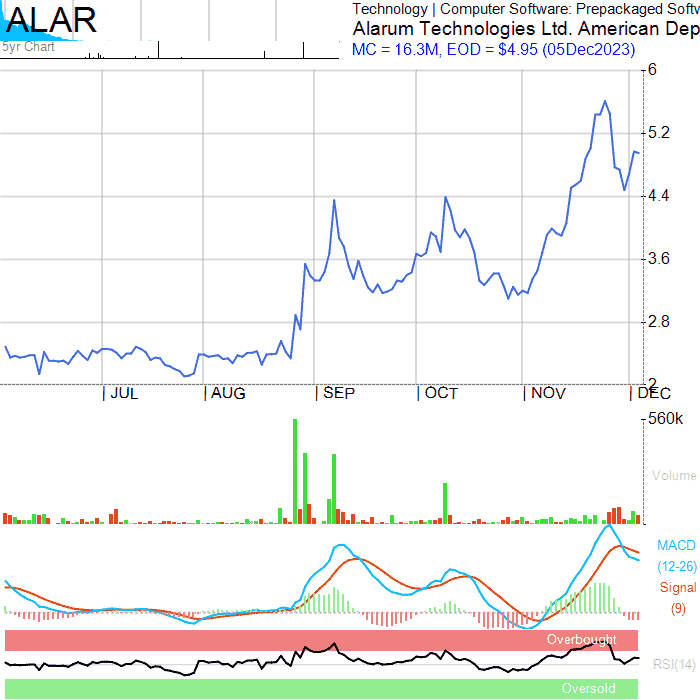 ALAR
Technology | Computer Software: Prepackaged Softw
Alarum Technologies Ltd. American Dep
5yr Chart
MC = 16.3M, EOD = $4.95 (05Dec2023)
6
5.2
4.4
3.6
2.8
2
JUL AUG SEP OCT NOV DEC
560k
Volume
MACD
(12-26)
Signal
(9)
Overbought
RSI(14)
Oversold